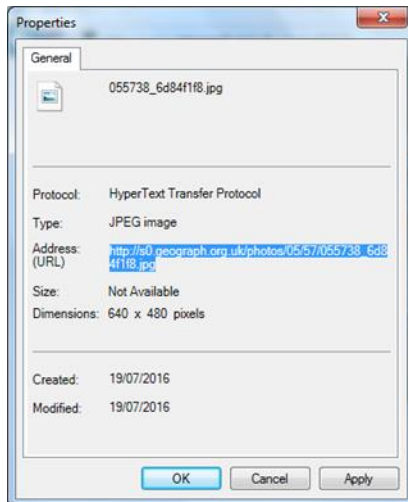 Properties
General
055738_6d84f1f8.jpg
Protocol: HyperText Transfer Protocol
Type: JPEG image
Address: (URL) http://s0.geograph.org.uk/photos/05/57/055738_6d8
4f1f8.jpg
Size: Not Available
Dimensions: 640 x 480 pixels
Created: 19/07/2016
Modified: 19/07/2016
OK Cancel Apply